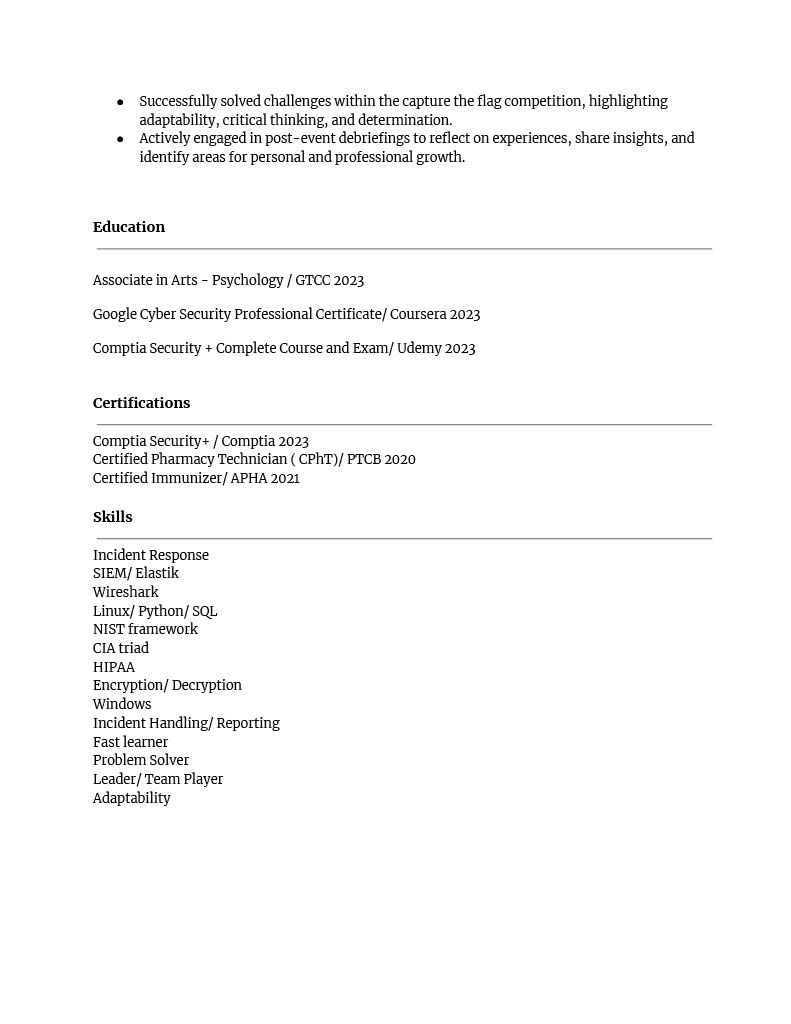 ● Successfully solved challenges within the capture the flag competition, highlighting
adaptability, critical thinking, and determination.
● Actively engaged in post-event debriefings to reflect on experiences, share insights, and
identify areas for personal and professional growth.
Education
Associate in Arts - Psychology / GTCC 2023
Google Cyber Security Professional Certificate/ Coursera 2023
Comptia Security + Complete Course and Exam/ Udemy 2023
Certifications
Comptia Security+ / Comptia 2023
Certified Pharmacy Technician ( CPhT)/ PTCB 2020
Certified Immunizer/ APHA 2021
Skills
Incident Response
SIEM/ Elastik
Wireshark
Linux/ Python/ SQL
NIST framework
CIA triad
HIPAA
Encryption/ Decryption
Windows
Incident Handling/ Reporting
Fast learner
Problem Solver
Leader/ Team Player
Adaptability